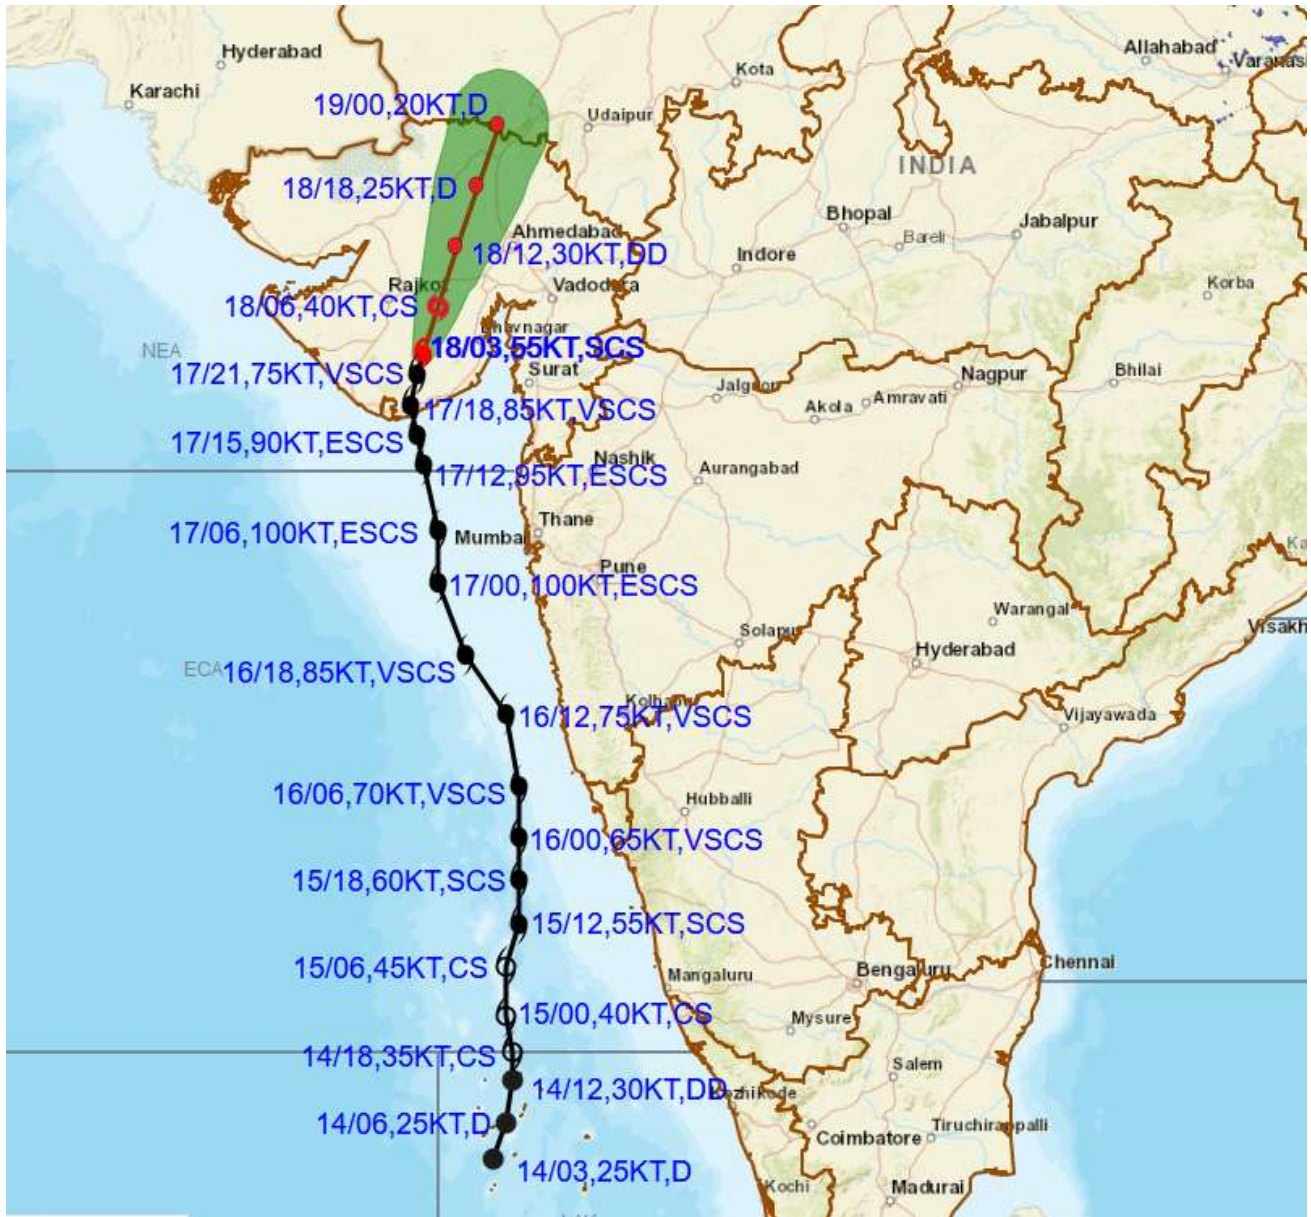 Hyderabad
Karachi
Kota
Allahabad
Varanas
19/00,20KT,D
Udaipur
INDIA
18/18,25KT,D
Bhopal
Jabalpur
Ahmedabad
Bareli
18/12,30KT,DD
Indore
Rajkot
Vadodara
Korba
18/06,40KT,CS
Bhavnagar
NEA
18/03,55KT,SCS
17/21,75KT,VSCS
Surat
Nagpur
Bhilai
Jalgaon
17/18,85KT,VSCS
Akola
Amravati
17/15,90KT,ESCS
Nashik
Aurangabad
17/12,95KT,ESCS
Thane
17/06,100KT,ESCS
Mumbai
Pune
Ka
17/00,100KT,ESCS
Warangal
Visakh
Solapu
Hyderabad
ECA
16/18,85KT,VSCS
Kolhapu
16/12,75KT,VSCS
Vijayawada
16/06,70KT,VSCS
Hubballi
16/00,65KT,VSCS
15/18,60KT,SCS
15/12,55KT,SCS
15/06,45KT,CS
Mangaluru
Bengaluru
Chennai
15/00,40KT,CS
Mysuru
14/18,35KT,CS
Salem
14/12,30KT,DD
Kozhikode
14/06,25KT,D
Coimbatore
Tiruchirappalli
14/03,25KT,D
Kochi
Madurai